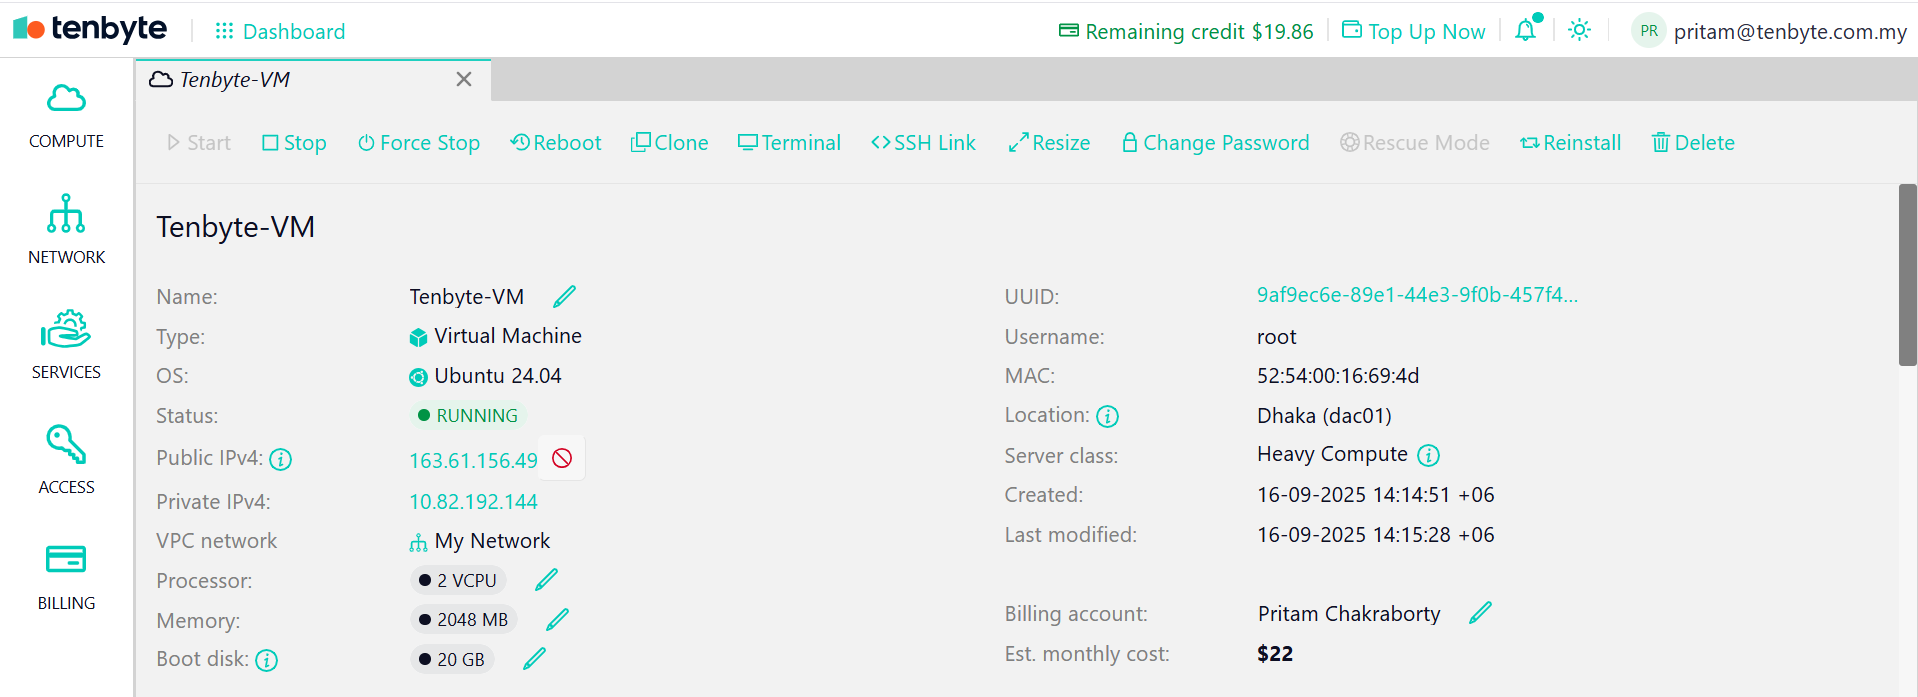 tenbyte
Dashboard
Remaining credit $19.86
Top Up Now
PR
pritam@tenbyte.com.my
Tenbyte-VM
COMPUTE
NETWORK
SERVICES
ACCESS
BILLING
Start
Stop
Force Stop
Reboot
Clone
Terminal
SSH Link
Resize
Change Password
Rescue Mode
Reinstall
Delete
Tenbyte-VM
Name: Tenbyte-VM
Type: Virtual Machine
OS: Ubuntu 24.04
Status: RUNNING
Public IPv4: 163.61.156.49
Private IPv4: 10.82.192.144
VPC network My Network
Processor: 2 VCPU
Memory: 2048 MB
Boot disk: 20 GB
UUID: 9af9ec6e-89e1-44e3-9f0b-457f4...
Username: root
MAC: 52:54:00:16:69:4d
Location: Dhaka (dac01)
Server class: Heavy Compute
Created: 16-09-2025 14:14:51 +06
Last modified: 16-09-2025 14:15:28 +06
Billing account: Pritam Chakraborty
Est. monthly cost: $22